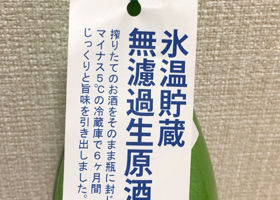 氷温貯蔵
無濾過生原酒
搾りたてのお酒をそのまま瓶に封じ
マイナス5℃の冷蔵庫で6ヶ月間
じっくりと旨味を引き出しました。